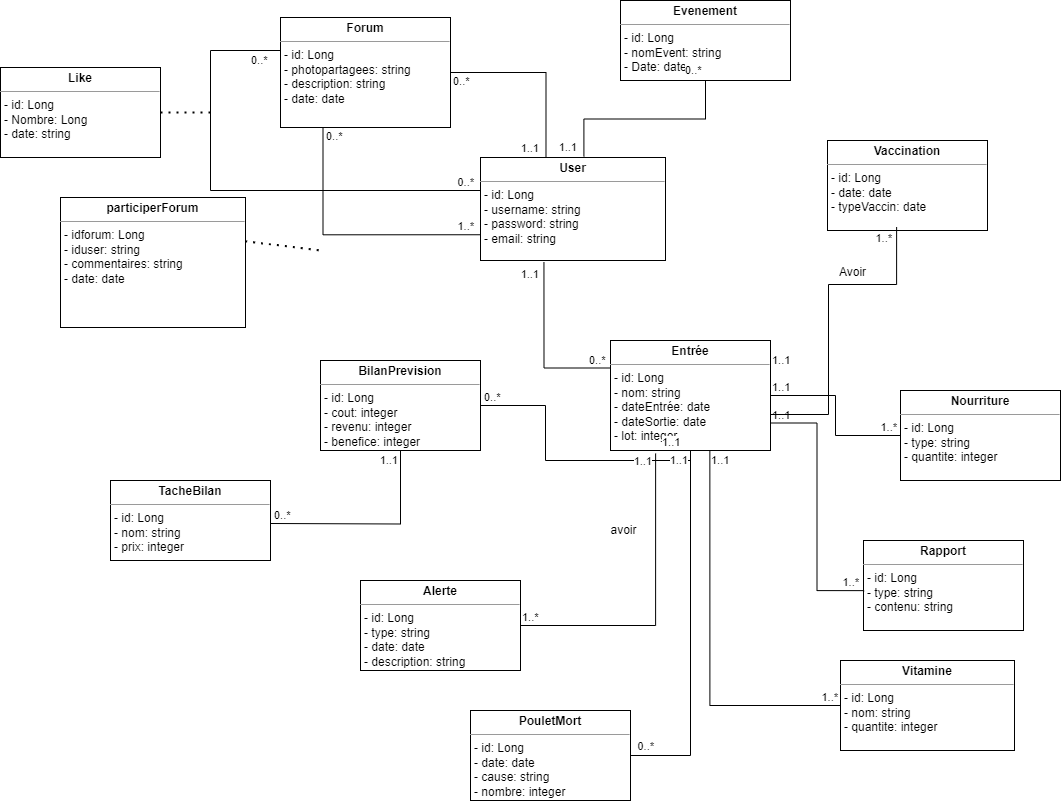 Evenement
- id: Long
- nomEvent: string
- Date: date
0..*
Forum
- id: Long
- photopartagees: string
- description: string
- date: date
0..*
0..*
0..*
Like
- id: Long
- Nombre: Long
- date: string
1..1
1..1
User
- id: Long
- username: string
- password: string
- email: string
0..*
1..*
1..1
Vaccination
- id: Long
- date: date
- typeVaccin: date
1..*
Avoir
participerForum
- idforum: Long
- iduser: string
- commentaires: string
- date: date
Entrée
- id: Long
- nom: string
- dateEntrée: date
- dateSortie: date
- lot: integer
0..*
1..1
1..1
1..1
1..1
1..1
1..1
1..1
BilanPrevision
- id: Long
- cout: integer
- revenu: integer
- benefice: integer
0..*
1..1
Nourriture
- id: Long
- type: string
- quantite: integer
1..*
TacheBilan
- id: Long
- nom: string
- prix: integer
0..*
avoir
Rapport
- id: Long
- type: string
- contenu: string
1..*
Alerte
- id: Long
- type: string
- date: date
- description: string
1..*
Vitamine
- id: Long
- nom: string
- quantite: integer
1..*
PouletMort
- id: Long
- date: date
- cause: string
- nombre: integer
0..*